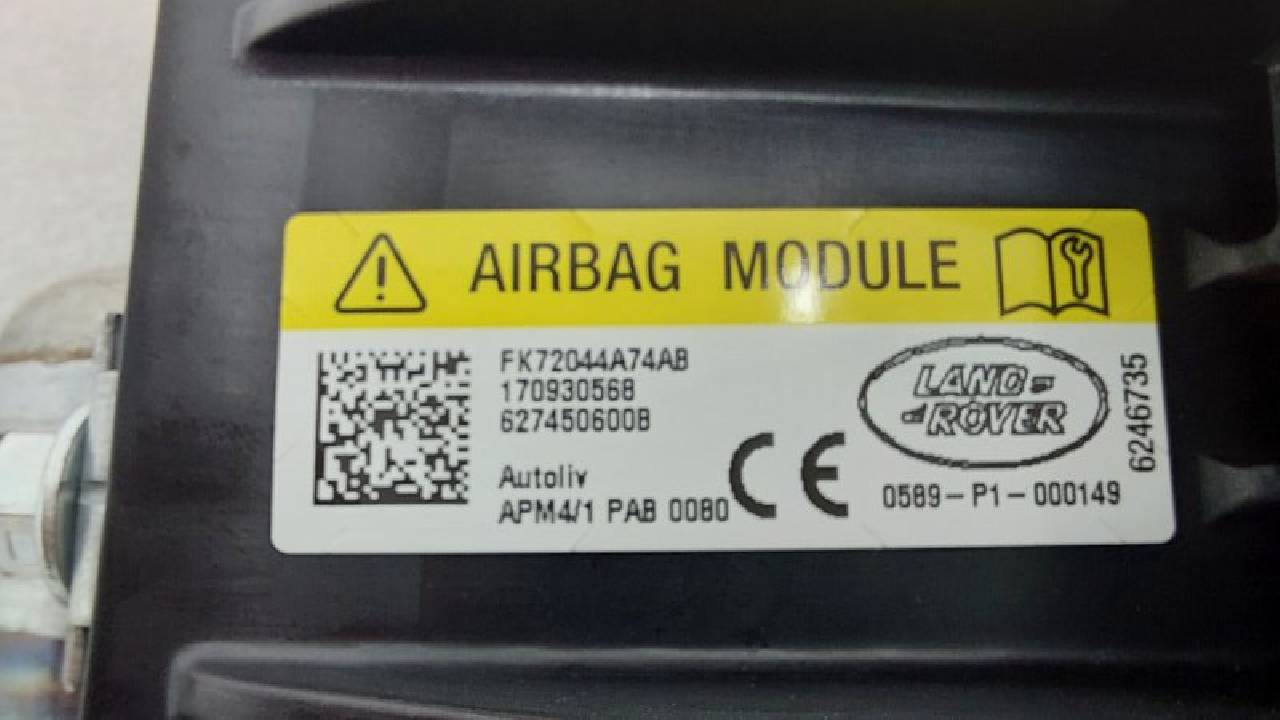 AIRBAG MODULE
FK72044A74AB
170930568
627450600B
Autoliv
APM4/1 PAB 0080
CE
LAND
ROVER
0589-P1-000149
6246735